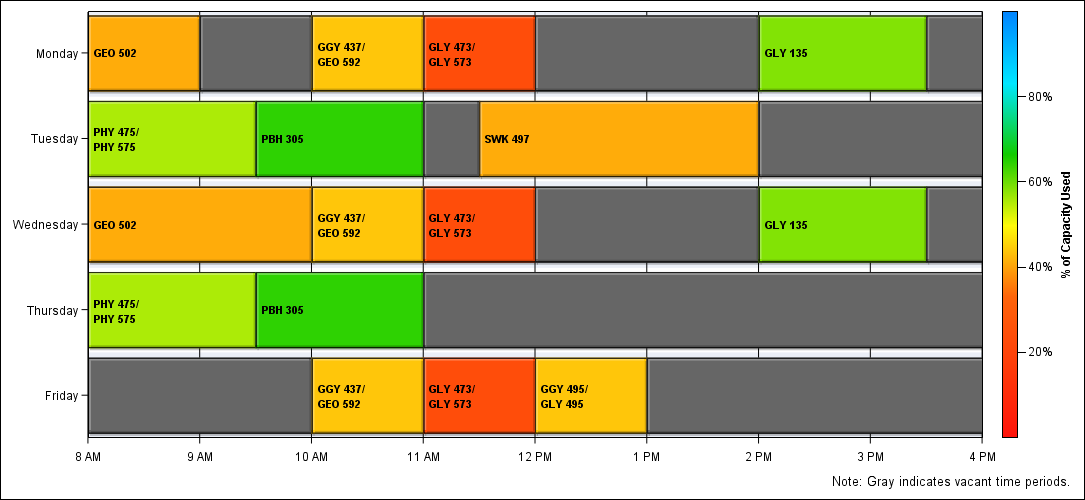 Monday
GEO 502
GGY 437/
GEO 592
GLY 473/
GLY 573
GLY 135
Tuesday
PHY 475/
PHY 575
PBH 305
SWK 497
Wednesday
GEO 502
GGY 437/
GEO 592
GLY 473/
GLY 573
GLY 135
Thursday
PHY 475/
PHY 575
PBH 305
Friday
GGY 437/
GEO 592
GLY 473/
GLY 573
GGY 495/
GLY 495
8 AM
9 AM
10 AM
11 AM
12 PM
1 PM
2 PM
3 PM
4 PM
80%
60%
40%
20%
% of Capacity Used
Note: Gray indicates vacant time periods.